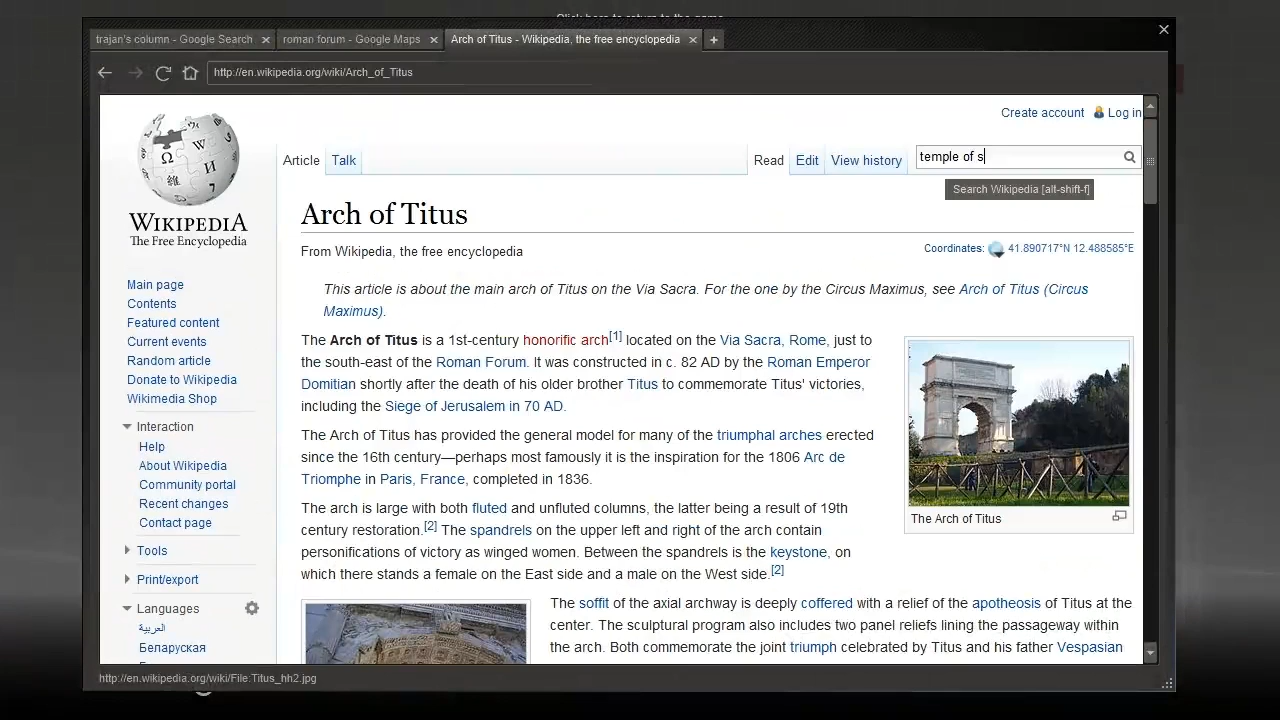 Click here to return to the game
trajan's column - Google Search
roman forum - Google Maps
Arch of Titus - Wikipedia, the free encyclopedia
http://en.wikipedia.org/wiki/Arch_of_Titus
Create account Log in
Article Talk Read Edit View history
temple of s
Search Wikipedia [alt-shift-f]
Ω W И 維
WIKIPEDIA
The Free Encyclopedia
Main page
Contents
Featured content
Current events
Random article
Donate to Wikipedia
Wikimedia Shop
Interaction
Help
About Wikipedia
Community portal
Recent changes
Contact page
Tools
Print/export
Languages
العربية
Беларуская
Arch of Titus
From Wikipedia, the free encyclopedia
Coordinates: 41.890717°N 12.488585°E
This article is about the main arch of Titus on the Via Sacra. For the one by the Circus Maximus, see Arch of Titus (Circus
Maximus).
The Arch of Titus is a 1st-century honorific arch[1] located on the Via Sacra, Rome, just to
the south-east of the Roman Forum. It was constructed in c. 82 AD by the Roman Emperor
Domitian shortly after the death of his older brother Titus to commemorate Titus' victories,
including the Siege of Jerusalem in 70 AD.
The Arch of Titus has provided the general model for many of the triumphal arches erected
since the 16th century—perhaps most famously it is the inspiration for the 1806 Arc de
Triomphe in Paris, France, completed in 1836.
The arch is large with both fluted and unfluted columns, the latter being a result of 19th
century restoration.[2] The spandrels on the upper left and right of the arch contain
personifications of victory as winged women. Between the spandrels is the keystone, on
which there stands a female on the East side and a male on the West side.[2]
The Arch of Titus
The soffit of the axial archway is deeply coffered with a relief of the apotheosis of Titus at the
center. The sculptural program also includes two panel reliefs lining the passageway within
the arch. Both commemorate the joint triumph celebrated by Titus and his father Vespasian
http://en.wikipedia.org/wiki/File:Titus_hh2.jpg